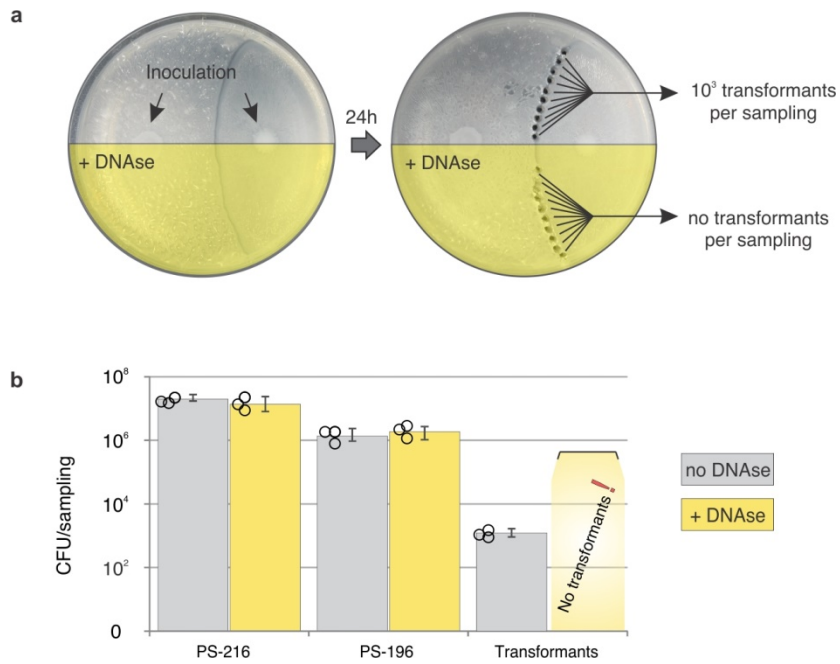 a
Inoculation
+ DNAse
24h
+ DNAse
10³ transformants
per sampling
no transformants
per sampling
b
CFU/sampling
10⁸
10⁶
10⁴
10²
0
No transformants!
PS-216
PS-196
Transformants
no DNAse
+ DNAse